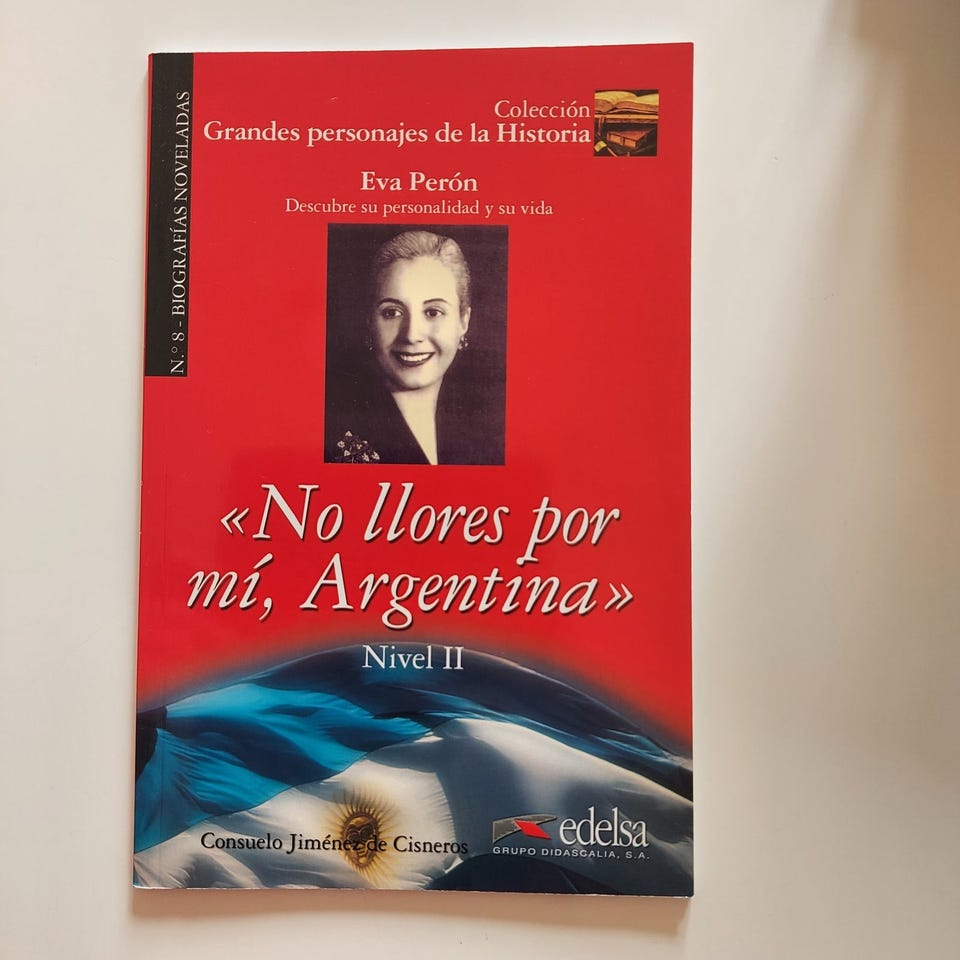 N.° 8 - BIOGRAFÍAS NOVELADAS
Colección
Grandes personajes de la Historia
Eva Perón
Descubre su personalidad y su vida
«No llores por
mí, Argentina»
Nivel II
Consuelo Jiménez de Cisneros
edelsa
GRUPO DIDASCALIA, S.A.